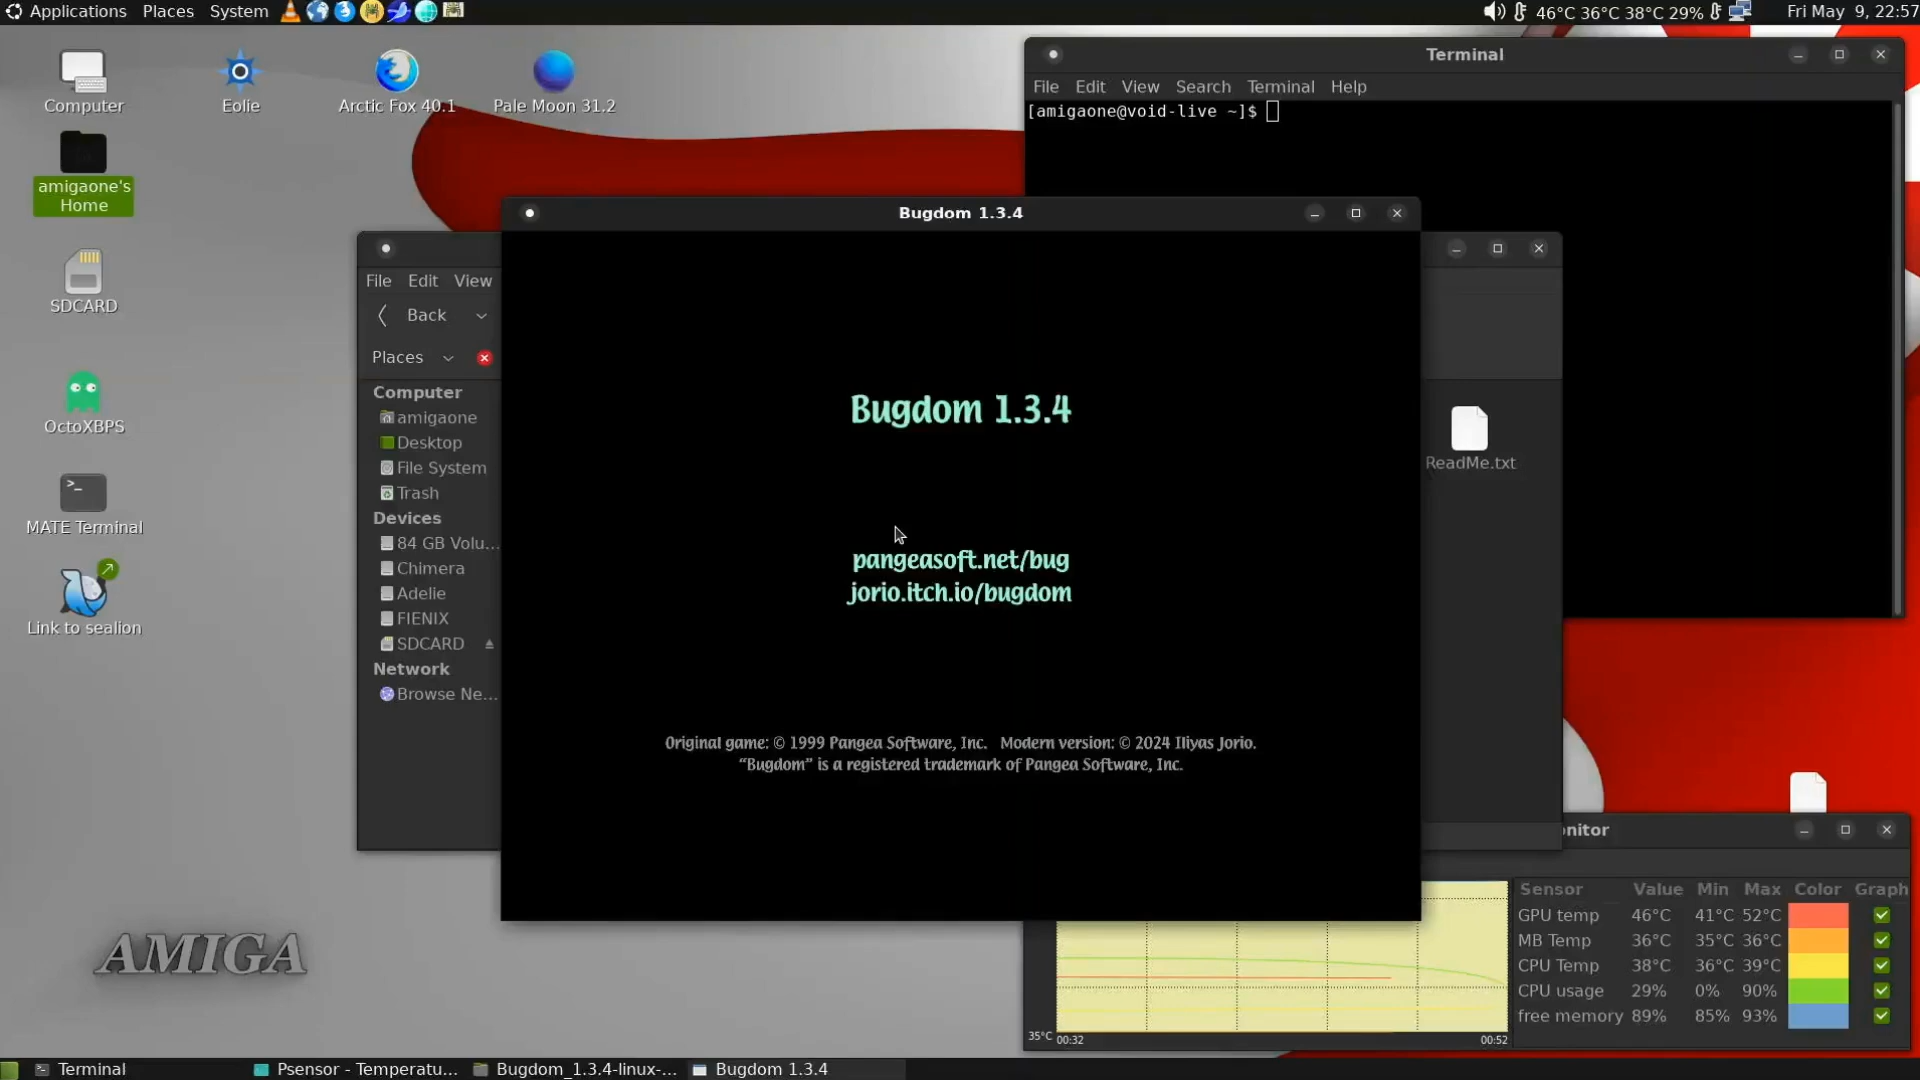 Applications Places System
46°C 36°C 38°C 29%
Fri May 9, 22:57
Computer
Eolie
Arctic Fox 40.1
Pale Moon 31.2
amigaone's
Home
SDCARD
OctoXBPS
MATE Terminal
Link to sealion
AMIGA
Terminal
File Edit View Search Terminal Help
[amigaone@void-live ~]$
File Edit View
Back
Places
Computer
amigaone
Desktop
File System
Trash
Devices
84 GB Volu...
Chimera
Adelie
FIENIX
SDCARD
Network
Browse Ne...
ReadMe.txt
Bugdom 1.3.4
Bugdom 1.3.4
pangeasoft.net/bug
jorio.itch.io/bugdom
Original game: © 1999 Pangea Software, Inc. Modern version: © 2024 Iliyas Jorio.
“Bugdom” is a registered trademark of Pangea Software, Inc.
nitor
Sensor Value Min Max Color Graph
GPU temp 46°C 41°C 52°C
MB Temp 36°C 35°C 36°C
CPU Temp 38°C 36°C 39°C
CPU usage 29% 0% 90%
free memory 89% 85% 93%
35°C
00:32
00:52
Terminal
Psensor - Temperatu...
Bugdom_1.3.4-linux-...
Bugdom 1.3.4